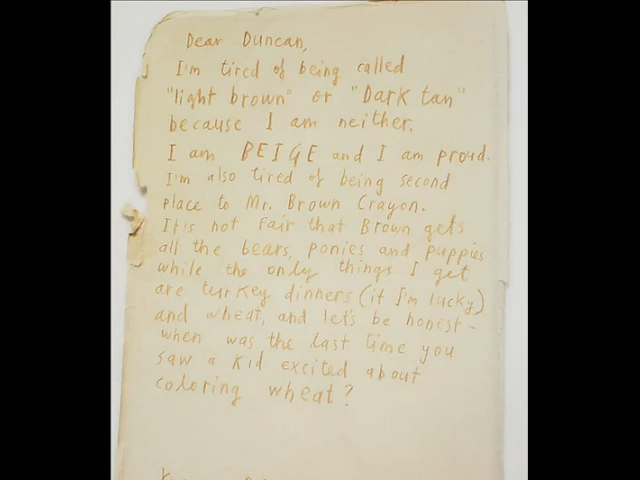 Dear Duncan,
I'm tired of being called
"light brown" or "Dark tan"
because I am neither.
I am BEIGE and I am proud.
I'm also tired of being second
place to Mr. Brown Crayon.
It's not fair that Brown gets
all the bears, ponies and puppies
while the only things I get
are turkey dinners (if I'm lucky)
and wheat, and let's be honest -
when was the last time you
saw a kid excited about
coloring wheat?